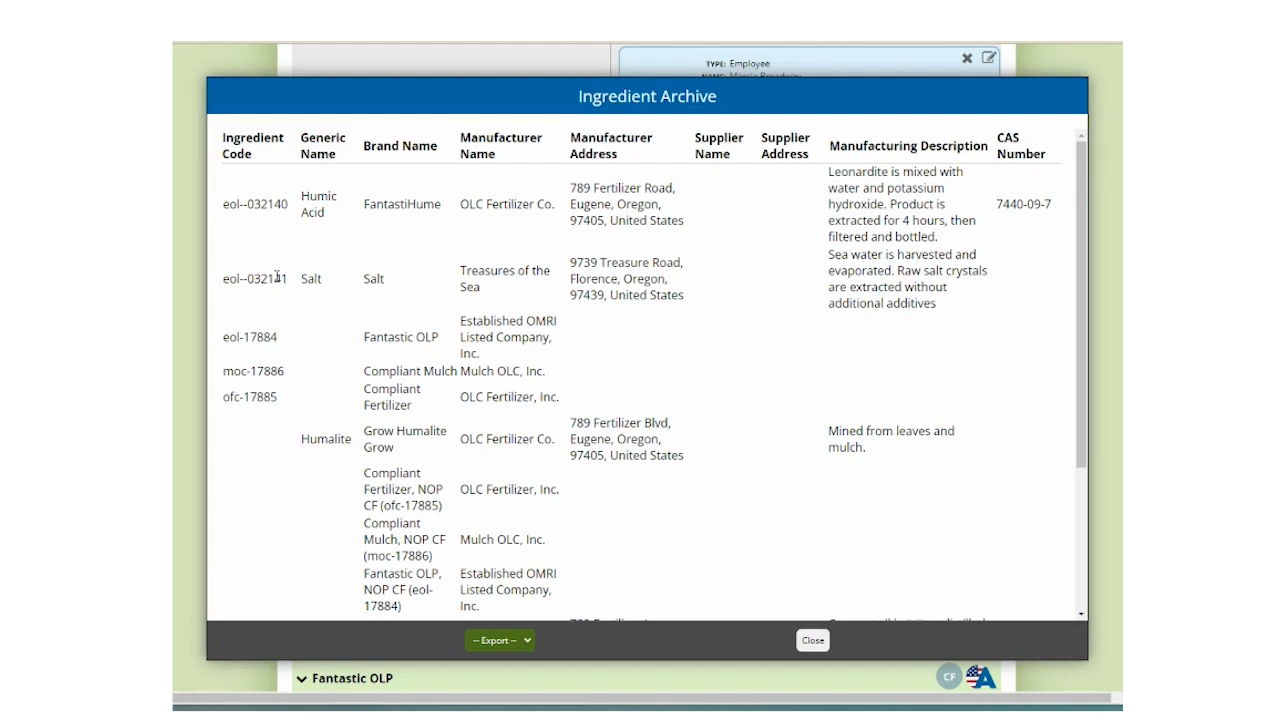 TYPE: Employee
Ingredient Archive
Ingredient Code
Generic Name
Brand Name
Manufacturer Name
Manufacturer Address
Supplier Name
Supplier Address
Manufacturing Description
CAS Number
eol--032140
Humic Acid
FantastiHume
OLC Fertilizer Co.
789 Fertilizer Road,
Eugene, Oregon,
97405, United States
Leonardite is mixed with
water and potassium
hydroxide. Product is
extracted for 4 hours, then
filtered and bottled.
7440-09-7
eol--032141
Salt
Salt
Treasures of the
Sea
9739 Treasure Road,
Florence, Oregon,
97439, United States
Sea water is harvested and
evaporated. Raw salt crystals
are extracted without
additional additives
eol-17884
Fantastic OLP
Established OMRI
Listed Company,
Inc.
moc-17886
Compliant Mulch
Mulch OLC, Inc.
ofc-17885
Compliant
Fertilizer
OLC Fertilizer, Inc.
Humalite
Grow Humalite
Grow
OLC Fertilizer Co.
789 Fertilizer Blvd,
Eugene, Oregon,
97405, United States
Mined from leaves and
mulch.
Compliant
Fertilizer, NOP
CF (ofc-17885)
OLC Fertilizer, Inc.
Compliant
Mulch, NOP CF
(moc-17886)
Mulch OLC, Inc.
Fantastic OLP,
NOP CF (eol-
17884)
Established OMRI
Listed Company,
Inc.
-- Export --
Close
Fantastic OLP
CF
A